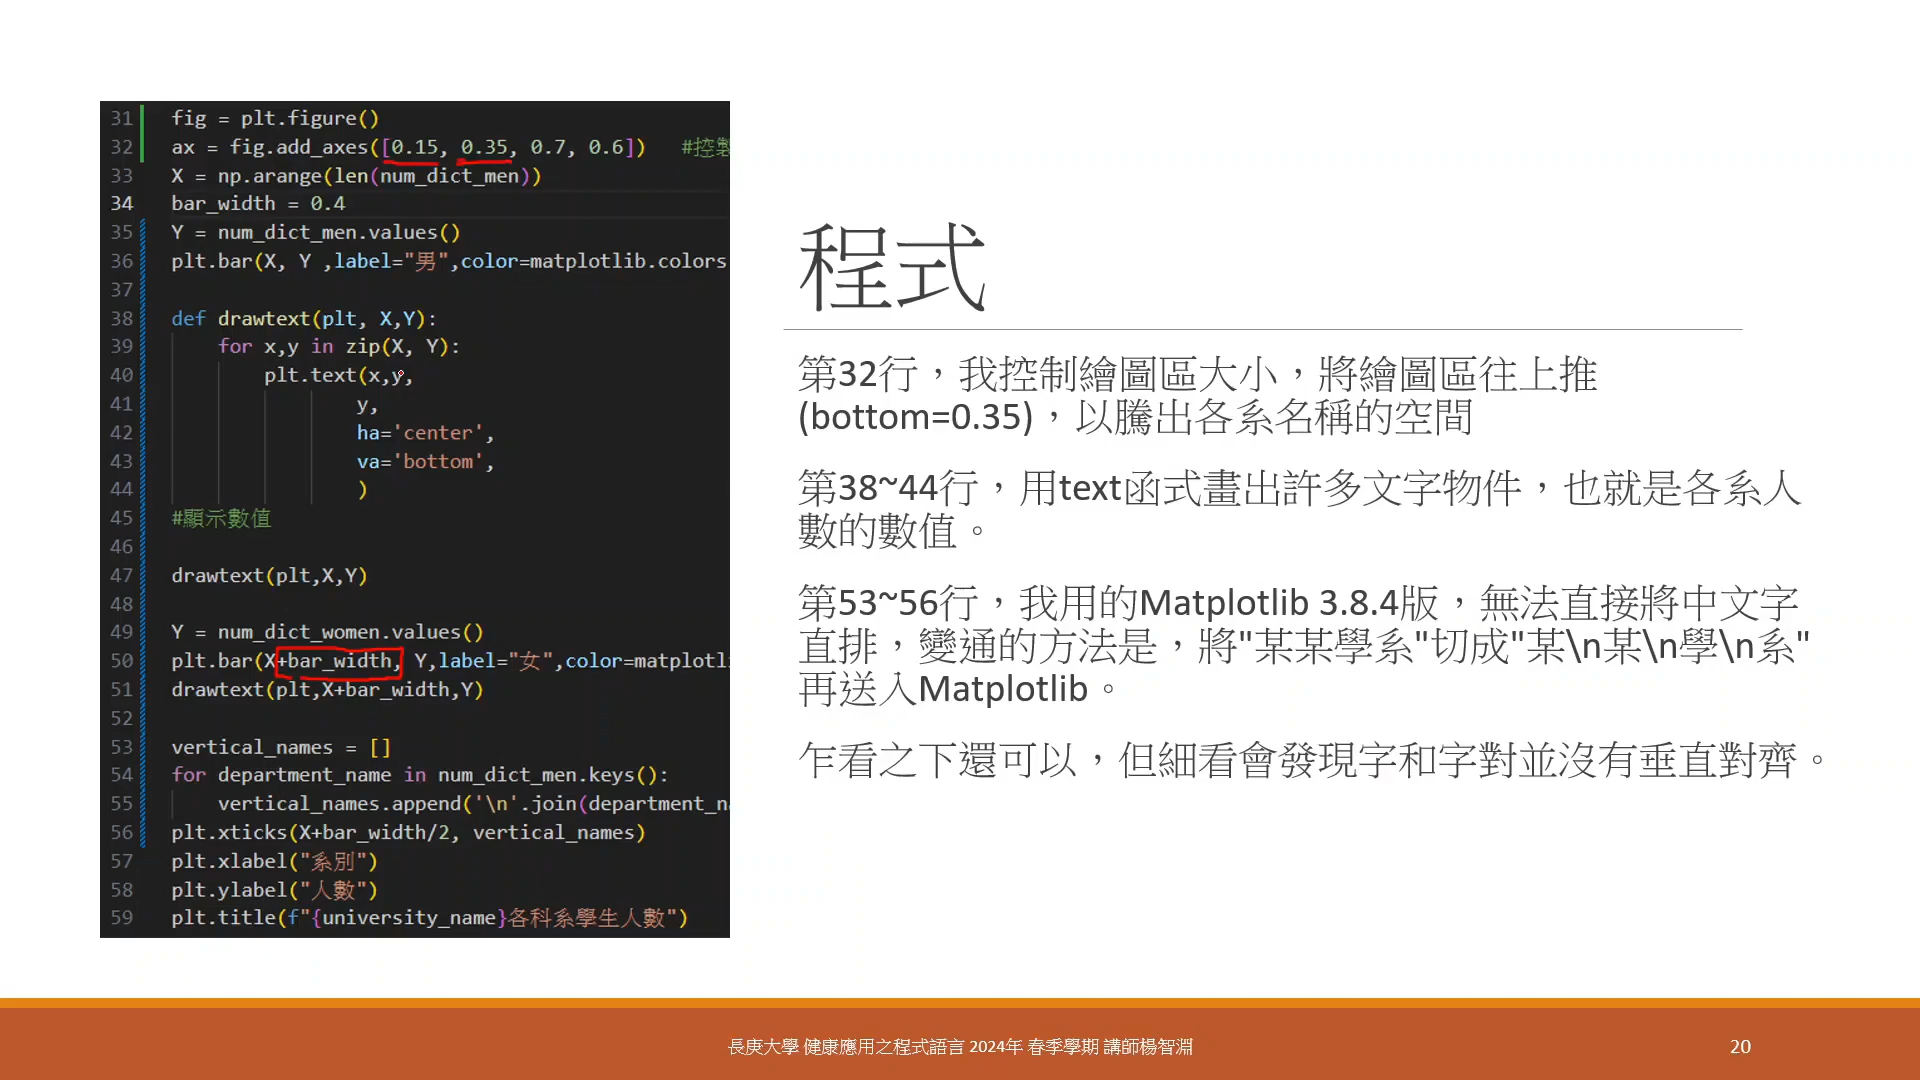 31 fig = plt.figure()
32 ax = fig.add_axes([0.15, 0.35, 0.7, 0.6]) #控製
33 X = np.arange(len(num_dict_men))
34 bar_width = 0.4
35 Y = num_dict_men.values()
36 plt.bar(X, Y ,label="男",color=matplotlib.colors
37
38 def drawtext(plt, X,Y):
39 for x,y in zip(X, Y):
40 plt.text(x,y,
41 y,
42 ha='center',
43 va='bottom',
44 )
45 #顯示數值
46
47 drawtext(plt,X,Y)
48
49 Y = num_dict_women.values()
50 plt.bar(X+bar_width, Y,label="女",color=matplotl
51 drawtext(plt,X+bar_width,Y)
52
53 vertical_names = []
54 for department_name in num_dict_men.keys():
55 vertical_names.append('\n'.join(department_n
56 plt.xticks(X+bar_width/2, vertical_names)
57 plt.xlabel("系別")
58 plt.ylabel("人數")
59 plt.title(f"{university_name}各科系學生人數")
程式
第32行，我控制繪圖區大小，將繪圖區往上推
(bottom=0.35)，以騰出各系名稱的空間
第38~44行，用text函式畫出許多文字物件，也就是各系人
數的數值。
第53~56行，我用的Matplotlib 3.8.4版，無法直接將中文字
直排，變通的方法是，將"某某學系"切成"某\n某\n學\n系"
再送入Matplotlib。
乍看之下還可以，但細看會發現字和字對並沒有垂直對齊。
長庚大學 健康應用之程式語言 2024年 春季學期 講師楊智淵
20